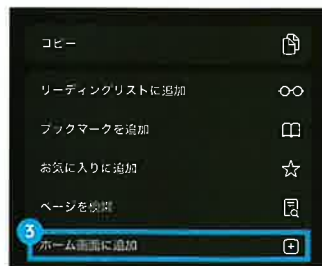 コピー
リーディングリストに追加
ブックマークを追加
お気に入りに追加
ページを検索
3
ホーム画面に追加